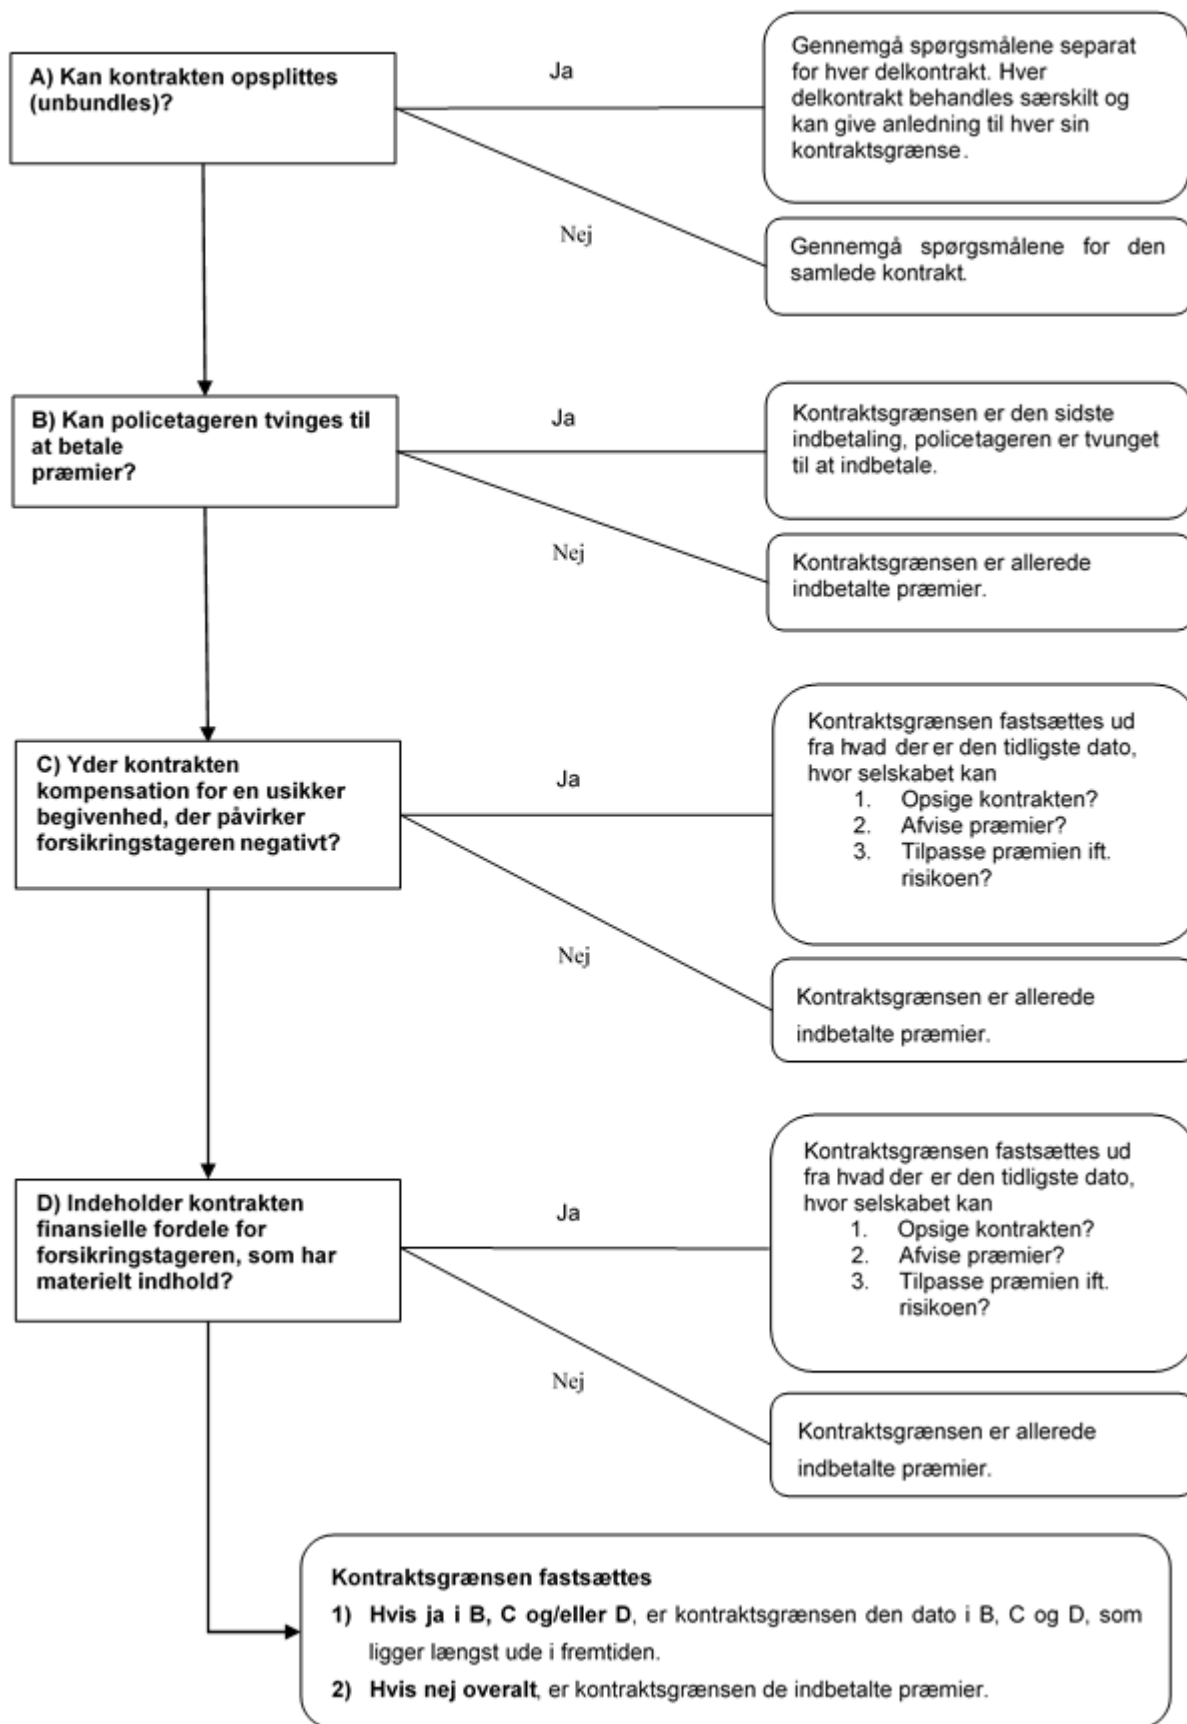 A) Kan kontrakten opsplittes
(unbundles)?
Ja
Gennemgå spørgsmålene separat
for hver delkontrakt. Hver
delkontrakt behandles særskilt og
kan give anledning til hver sin
kontraktsgrænse.
Nej
Gennemgå spørgsmålene for den
samlede kontrakt.
B) Kan policetageren tvinges til
at betale
præmier?
Ja
Kontraktsgrænsen er den sidste
indbetaling, policetageren er tvunget
til at indbetale.
Nej
Kontraktsgrænsen er allerede
indbetalte præmier.
C) Yder kontrakten
kompensation for en usikker
begivenhed, der påvirker
forsikringstageren negativt?
Ja
Kontraktsgrænsen fastsættes ud
fra hvad der er den tidligste dato,
hvor selskabet kan
1. Opsige kontrakten?
2. Afvise præmier?
3. Tilpasse præmien ift.
risikoen?
Nej
Kontraktsgrænsen er allerede
indbetalte præmier.
D) Indeholder kontrakten
finansielle fordele for
forsikringstageren, som har
materielt indhold?
Ja
Kontraktsgrænsen fastsættes ud
fra hvad der er den tidligste dato,
hvor selskabet kan
1. Opsige kontrakten?
2. Afvise præmier?
3. Tilpasse præmien ift.
risikoen?
Nej
Kontraktsgrænsen er allerede
indbetalte præmier.
Kontraktsgrænsen fastsættes
1) Hvis ja i B, C og/eller D, er kontraktsgrænsen den dato i B, C og D, som
ligger længst ude i fremtiden.
2) Hvis nej overalt, er kontraktsgrænsen de indbetalte præmier.